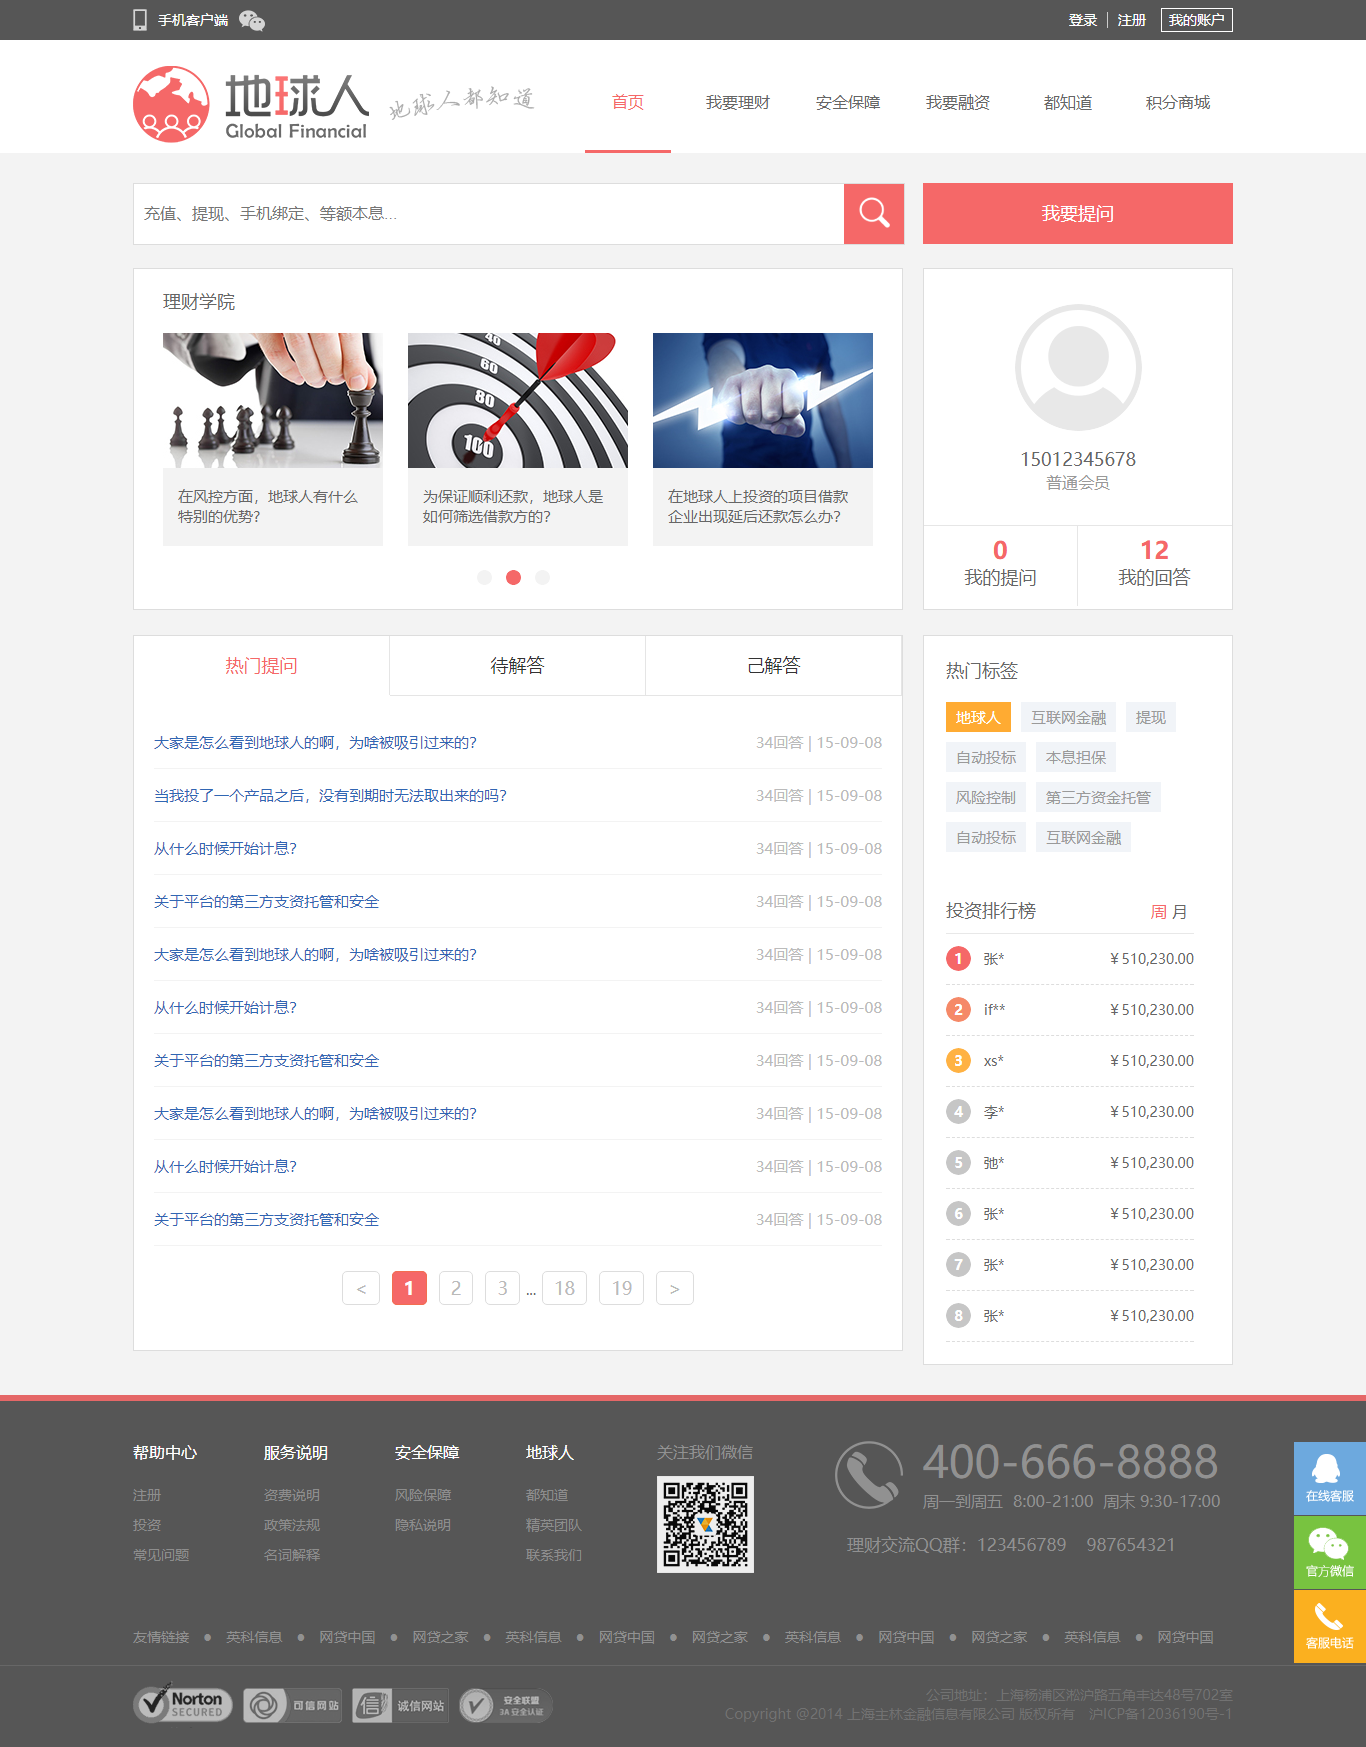 手机客户端
登录 | 注册 我的账户
地球人 Global Financial 地球人都知道
首页 我要理财 安全保障 我要融资 都知道 积分商城
充值、提现、手机绑定、等额本息...
我要提问
理财学院
在风控方面，地球人有什么
特别的优势?
为保证顺利还款，地球人是
如何筛选借款方的?
在地球人上投资的项目借款
企业出现延后还款怎么办?
40
60
80
100
15012345678
普通会员
0 12
我的提问 我的回答
热门提问 待解答 己解答
大家是怎么看到地球人的啊，为啥被吸引过来的? 34回答 | 15-09-08
当我投了一个产品之后，没有到期时无法取出来的吗? 34回答 | 15-09-08
从什么时候开始计息? 34回答 | 15-09-08
关于平台的第三方支资托管和安全 34回答 | 15-09-08
大家是怎么看到地球人的啊，为啥被吸引过来的? 34回答 | 15-09-08
从什么时候开始计息? 34回答 | 15-09-08
关于平台的第三方支资托管和安全 34回答 | 15-09-08
大家是怎么看到地球人的啊，为啥被吸引过来的? 34回答 | 15-09-08
从什么时候开始计息? 34回答 | 15-09-08
关于平台的第三方支资托管和安全 34回答 | 15-09-08
< 1 2 3 ... 18 19 >
热门标签
地球人 互联网金融 提现
自动投标 本息担保
风险控制 第三方资金托管
自动投标 互联网金融
投资排行榜 周 月
1 张* ¥510,230.00
2 if** ¥510,230.00
3 xs* ¥510,230.00
4 李* ¥510,230.00
5 弛* ¥510,230.00
6 张* ¥510,230.00
7 张* ¥510,230.00
8 张* ¥510,230.00
帮助中心 服务说明 安全保障 地球人 关注我们微信
注册 资费说明 风险保障 都知道
投资 政策法规 隐私说明 精英团队
常见问题 名词解释 联系我们
400-666-8888
周一到周五 8:00-21:00 周末 9:30-17:00
理财交流QQ群：123456789 987654321
在线客服
官方微信
客服电话
友情链接 ● 英科信息 ● 网贷中国 ● 网贷之家 ● 英科信息 ● 网贷中国 ● 网贷之家 ● 英科信息 ● 网贷中国 ● 网贷之家 ● 英科信息 ● 网贷中国
Norton SECURED 可信网站 信 诚信网站 安全联盟 3A安全认证
公司地址：上海杨浦区淞沪路五角丰达48号702室
Copyright @2014 上海主林金融信息有限公司 版权所有 沪ICP备12036190号-1